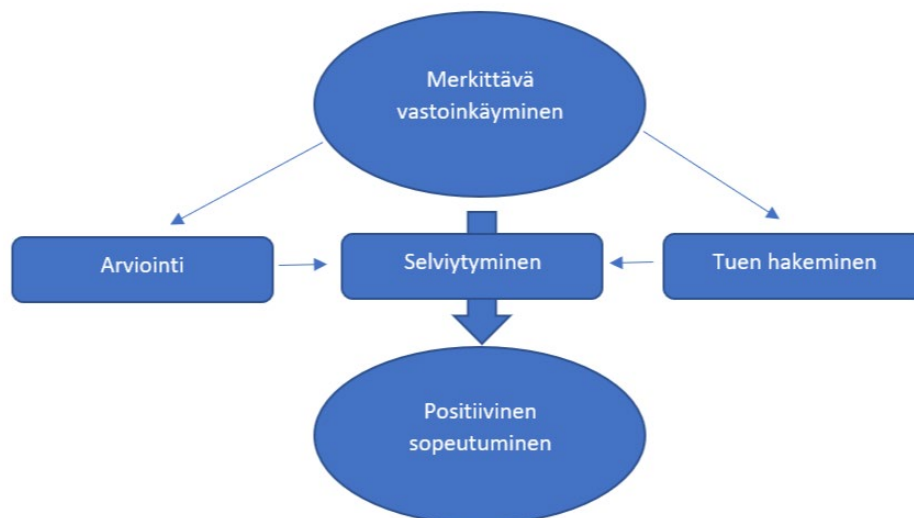 Merkittävä
vastoinkäyminen
Arviointi
Selviytyminen
Tuen hakeminen
Positiivinen
sopeutuminen